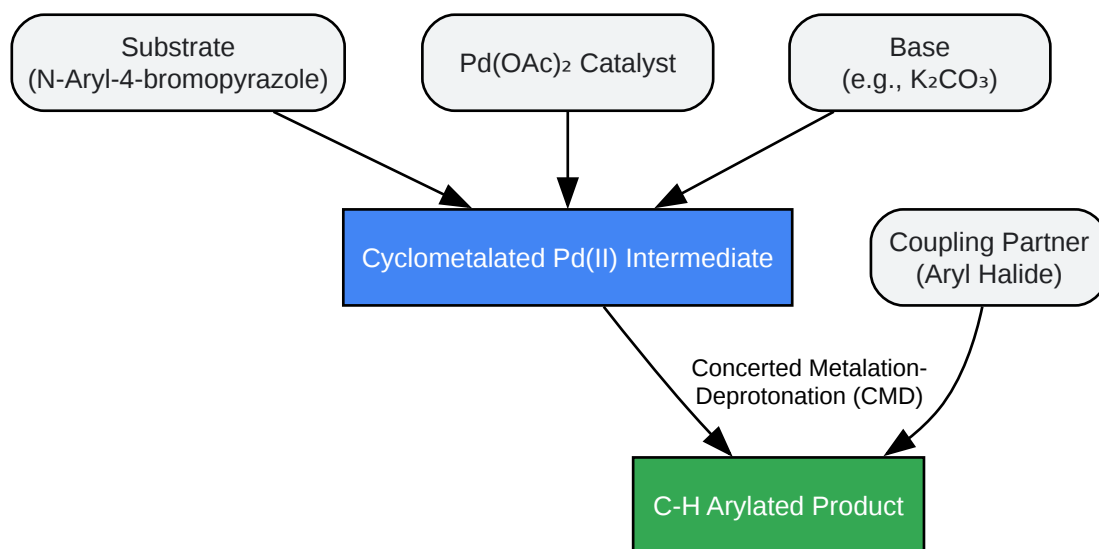 Substrate
(N-Aryl-4-bromopyrazole)
Pd(OAc)₂ Catalyst
Base
(e.g., K₂CO₃)
Cyclometalated Pd(II) Intermediate
Coupling Partner
(Aryl Halide)
Concerted Metalation-
Deprotonation (CMD)
C-H Arylated Product